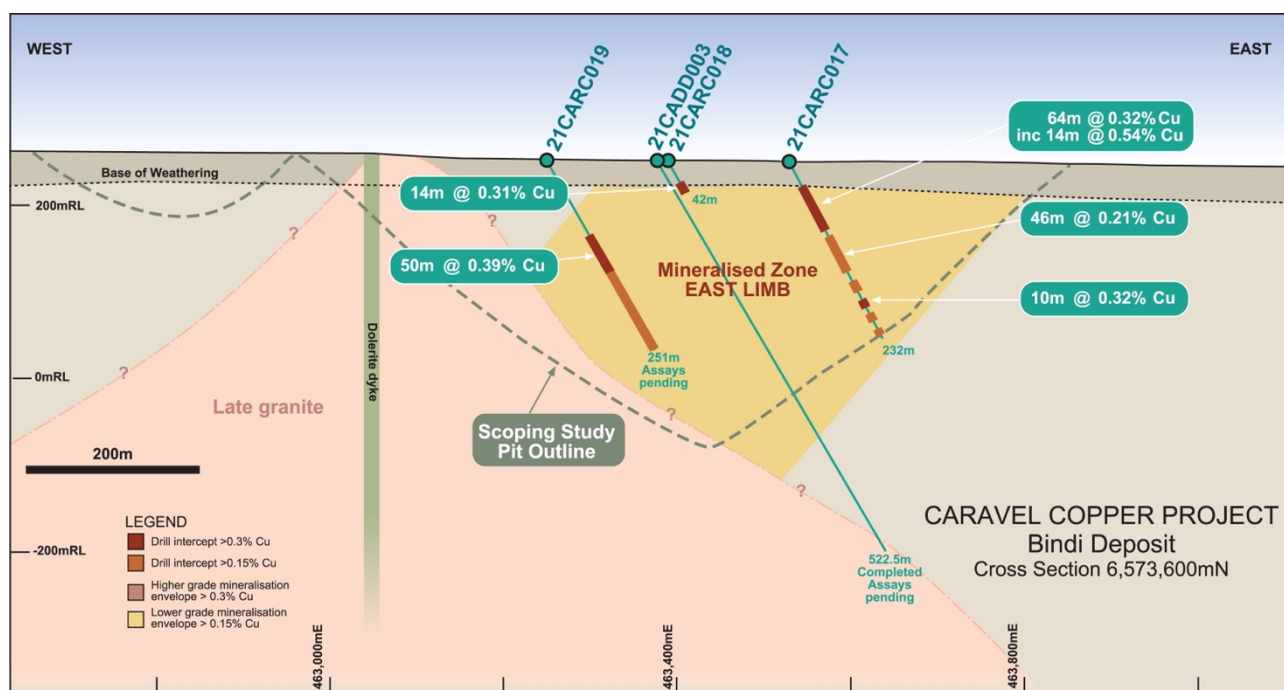 WEST
EAST
21CARC019
21CADD003
21CARC018
21CARC017
64m @ 0.32% Cu
inc 14m @ 0.54% Cu
Base of Weathering
14m @ 0.31% Cu
42m
200mRL
46m @ 0.21% Cu
?
?
50m @ 0.39% Cu
Mineralised Zone
EAST LIMB
10m @ 0.32% Cu
Dolerite dyke
232m
251m
Assays
pending
0mRL
?
Late granite
?
Scoping Study
Pit Outline
200m
?
LEGEND
Drill intercept >0.3% Cu
Drill intercept >0.15% Cu
Higher grade mineralisation
envelope > 0.3% Cu
Lower grade mineralisation
envelope > 0.15% Cu
-200mRL
522.5m
Completed
Assays
pending
CARAVEL COPPER PROJECT
Bindi Deposit
Cross Section 6,573,600mN
463,000mE
463,400mE
463,800mE